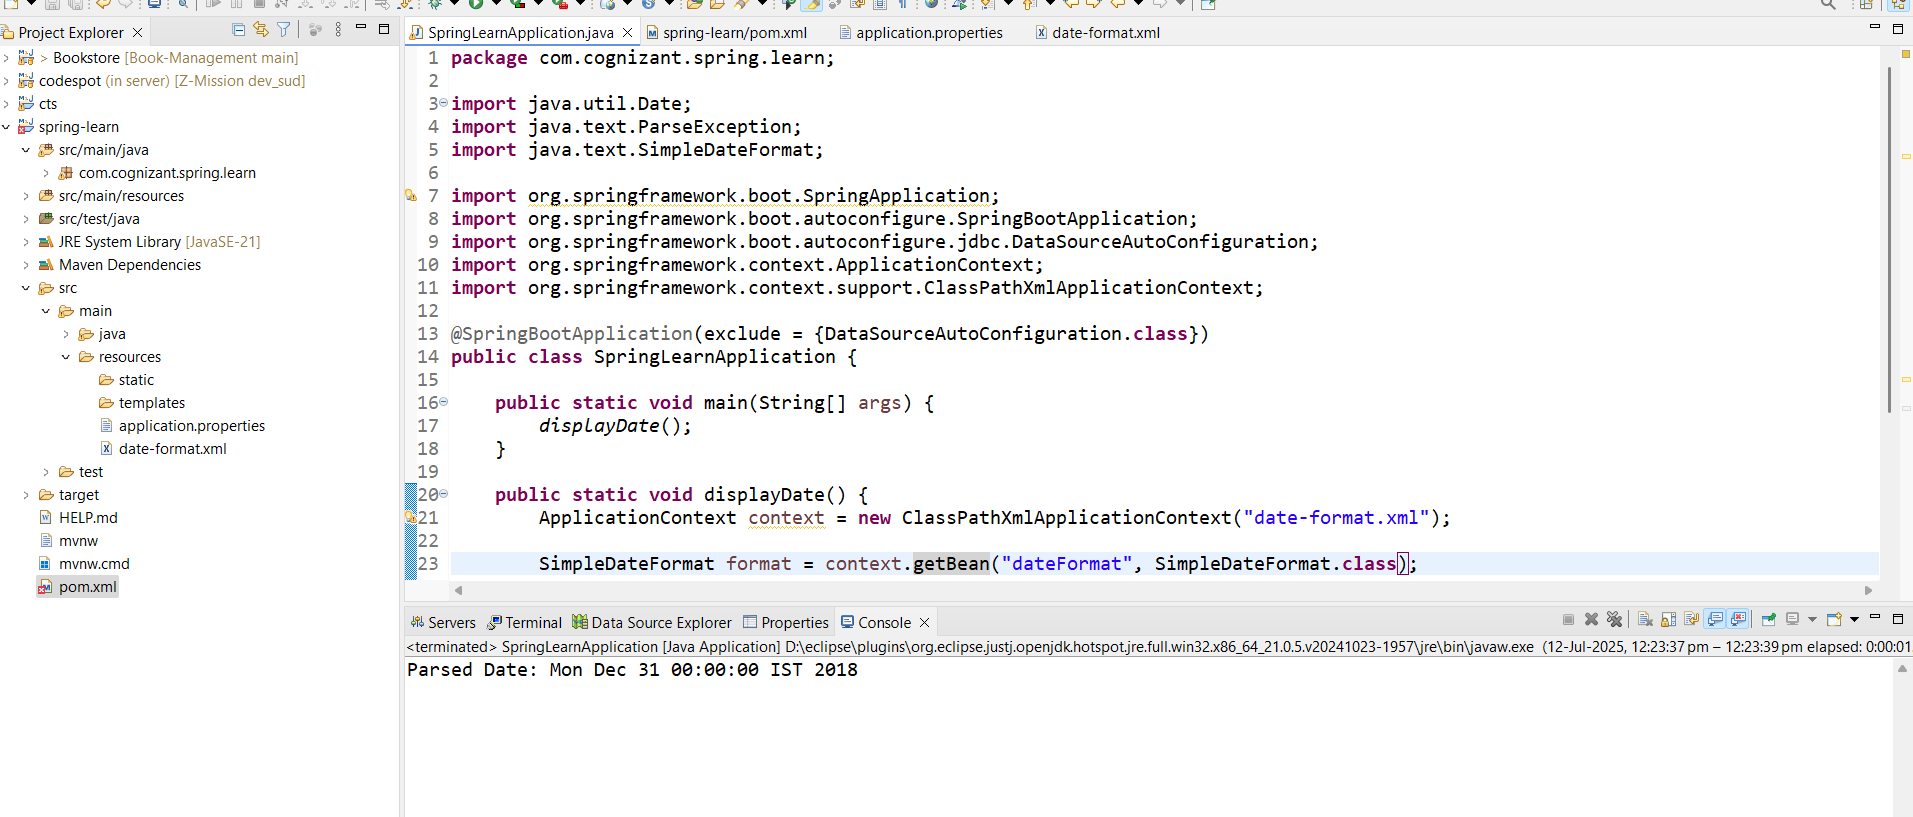 Project Explorer
> Bookstore [Book-Management main]
codespot (in server) [Z-Mission dev_sud]
cts
spring-learn
src/main/java
com.cognizant.spring.learn
src/main/resources
src/test/java
JRE System Library [JavaSE-21]
Maven Dependencies
src
main
java
resources
static
templates
application.properties
date-format.xml
test
target
HELP.md
mvnw
mvnw.cmd
pom.xml
SpringLearnApplication.java
spring-learn/pom.xml
application.properties
date-format.xml
1 package com.cognizant.spring.learn;
2
3 import java.util.Date;
4 import java.text.ParseException;
5 import java.text.SimpleDateFormat;
6
7 import org.springframework.boot.SpringApplication;
8 import org.springframework.boot.autoconfigure.SpringBootApplication;
9 import org.springframework.boot.autoconfigure.jdbc.DataSourceAutoConfiguration;
10 import org.springframework.context.ApplicationContext;
11 import org.springframework.context.support.ClassPathXmlApplicationContext;
12
13 @SpringBootApplication(exclude = {DataSourceAutoConfiguration.class})
14 public class SpringLearnApplication {
15
16 public static void main(String[] args) {
17 displayDate();
18 }
19
20 public static void displayDate() {
21 ApplicationContext context = new ClassPathXmlApplicationContext("date-format.xml");
22
23 SimpleDateFormat format = context.getBean("dateFormat", SimpleDateFormat.class);
Servers Terminal Data Source Explorer Properties Console
<terminated> SpringLearnApplication [Java Application] D:\eclipse\plugins\org.eclipse.justj.openjdk.hotspot.jre.full.win32.x86_64_21.0.5.v20241023-1957\jre\bin\javaw.exe (12-Jul-2025, 12:23:37 pm – 12:23:39 pm elapsed: 0:00:01
Parsed Date: Mon Dec 31 00:00:00 IST 2018